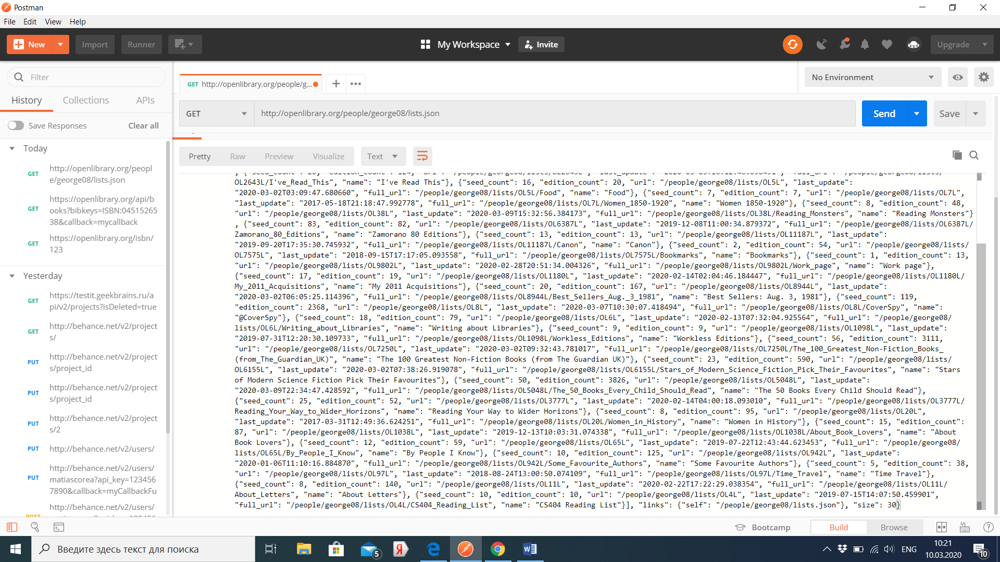 Postman
File Edit View Help
New Import Runner My Workspace Invite Upgrade
Filter
History Collections APIs
Save Responses Clear all
Today
GET http://openlibrary.org/peopl
e/george08/lists.json
GET https://openlibrary.org/api/b
ooks?bibkeys=ISBN:04515265
38&callback=mycallback
GET https://openlibrary.org/isbn/
123
Yesterday
GET https://testit.geekbrains.ru/a
pi/v2/projects?isDeleted=true
GET http://behance.net/v2/project
s/
PUT http://behance.net/v2/project
s/project_id
PUT http://behance.net/v2/project
s/project_id
PUT http://behance.net/v2/project
s/2
PUT http://behance.net/v2/users/
PUT http://behance.net/v2/users/
matiascorea?api_key=123456
7890&callback=myCallbackFu
http://behance.net/v2/users/
POST
GET http://openlibrary.org/people/g...
No Environment
GET http://openlibrary.org/people/george08/lists.json Send Save
Pretty Raw Preview Visualize Text
OL2643L/I've_Read_This", "name": "I've Read This"}, {"seed_count": 16, "edition_count": 20, "url": "/people/george08/lists/OL5L", "last_update":
"2020-03-02T03:09:47.680660", "full_url": "/people/george08/lists/OL5L/Food", "name": "Food"}, {"seed_count": 7, "edition_count": 7, "url": "/people/george08/lists/OL7L",
"last_update": "2017-05-18T21:18:47.992778", "full_url": "/people/george08/lists/OL7L/Women_1850-1920", "name": "Women 1850-1920"}, {"seed_count": 8, "edition_count": 48,
"url": "/people/george08/lists/OL38L", "last_update": "2020-03-09T15:32:56.384173", "full_url": "/people/george08/lists/OL38L/Reading_Monsters", "name": "Reading Monsters"}
, {"seed_count": 83, "edition_count": 82, "url": "/people/george08/lists/OL6387L", "last_update": "2019-12-08T11:00:34.879372", "full_url": "/people/george08/lists/OL6387L/
Zamorano_80_Editions", "name": "Zamorano 80 Editions"}, {"seed_count": 13, "edition_count": 13, "url": "/people/george08/lists/OL11187L", "last_update":
"2019-09-20T17:35:30.745932", "full_url": "/people/george08/lists/OL11187L/Canon", "name": "Canon"}, {"seed_count": 2, "edition_count": 54, "url": "/people/george08/lists/
OL7575L", "last_update": "2018-09-15T17:17:05.093558", "full_url": "/people/george08/lists/OL7575L/Bookmarks", "name": "Bookmarks"}, {"seed_count": 1, "edition_count": 13,
"url": "/people/george08/lists/OL9802L", "last_update": "2020-02-28T20:51:34.004326", "full_url": "/people/george08/lists/OL9802L/Work_page", "name": "Work page"},
{"seed_count": 17, "edition_count": 19, "url": "/people/george08/lists/OL1180L", "last_update": "2020-02-14T02:04:46.184447", "full_url": "/people/george08/lists/OL1180L/
My_2011_Acquisitions", "name": "My 2011 Acquisitions"}, {"seed_count": 20, "edition_count": 167, "url": "/people/george08/lists/OL8944L", "last_update":
"2020-03-02T06:05:25.114396", "full_url": "/people/george08/lists/OL8944L/Best_Sellers_Aug._3_1981", "name": "Best Sellers: Aug. 3, 1981"}, {"seed_count": 119,
"edition_count": 2368, "url": "/people/george08/lists/OL8L", "last_update": "2020-03-07T10:30:07.418494", "full_url": "/people/george08/lists/OL8L/CoverSpy", "name":
"@CoverSpy"}, {"seed_count": 18, "edition_count": 79, "url": "/people/george08/lists/OL6L", "last_update": "2020-02-13T07:32:04.925564", "full_url": "/people/george08/
lists/OL6L/Writing_about_Libraries", "name": "Writing about Libraries"}, {"seed_count": 9, "edition_count": 9, "url": "/people/george08/lists/OL1098L", "last_update":
"2019-07-31T12:20:30.109733", "full_url": "/people/george08/lists/OL1098L/Workless_Editions", "name": "Workless Editions"}, {"seed_count": 56, "edition_count": 3111,
"url": "/people/george08/lists/OL7250L", "last_update": "2020-03-02T09:32:43.781017", "full_url": "/people/george08/lists/OL7250L/The_100_Greatest_Non-Fiction_Books_
(from_The_Guardian_UK)", "name": "The 100 Greatest Non-Fiction Books (from The Guardian UK)"}, {"seed_count": 23, "edition_count": 590, "url": "/people/george08/lists/
OL6155L", "last_update": "2020-03-02T07:38:26.919078", "full_url": "/people/george08/lists/OL6155L/Stars_of_Modern_Science_Fiction_Pick_Their_Favourites", "name": "Stars
of Modern Science Fiction Pick Their Favourites"}, {"seed_count": 50, "edition_count": 3826, "url": "/people/george08/lists/OL5048L", "last_update":
"2020-03-09T22:34:47.428592", "full_url": "/people/george08/lists/OL5048L/The_50_Books_Every_Child_Should_Read", "name": "The 50 Books Every Child Should Read"},
{"seed_count": 25, "edition_count": 52, "url": "/people/george08/lists/OL3777L", "last_update": "2020-02-14T04:00:18.093010", "full_url": "/people/george08/lists/OL3777L/
Reading_Your_Way_to_Wider_Horizons", "name": "Reading Your Way to Wider Horizons"}, {"seed_count": 8, "edition_count": 95, "url": "/people/george08/lists/OL20L",
"last_update": "2017-03-31T12:49:36.624251", "full_url": "/people/george08/lists/OL20L/Women_in_History", "name": "Women in History"}, {"seed_count": 15, "edition_count":
87, "url": "/people/george08/lists/OL1038L", "last_update": "2019-12-13T10:03:31.074338", "full_url": "/people/george08/lists/OL1038L/About_Book_Lovers", "name": "About
Book Lovers"}, {"seed_count": 12, "edition_count": 59, "url": "/people/george08/lists/OL65L", "last_update": "2019-07-22T12:43:44.623453", "full_url": "/people/george08/
lists/OL65L/By_People_I_Know", "name": "By People I Know"}, {"seed_count": 10, "edition_count": 125, "url": "/people/george08/lists/OL942L", "last_update":
"2020-01-06T11:10:16.884870", "full_url": "/people/george08/lists/OL942L/Some_Favourite_Authors", "name": "Some Favourite Authors"}, {"seed_count": 5, "edition_count": 38,
"url": "/people/george08/lists/OL97L", "last_update": "2018-08-24T13:00:50.074109", "full_url": "/people/george08/lists/OL97L/Time_Travel", "name": "Time Travel"},
{"seed_count": 8, "edition_count": 140, "url": "/people/george08/lists/OL11L", "last_update": "2020-02-22T17:22:29.038354", "full_url": "/people/george08/lists/OL11L/
About_Letters", "name": "About Letters"}, {"seed_count": 10, "edition_count": 10, "url": "/people/george08/lists/OL4L", "last_update": "2019-07-15T14:07:50.459901",
"full_url": "/people/george08/lists/OL4L/CS404_Reading_List", "name": "CS404 Reading List"}], "links": {"self": "/people/george08/lists.json"}, "size": 30}
Bootcamp Build Browse
Введите здесь текст для поиска 5 ENG 10:21
10.03.2020 10